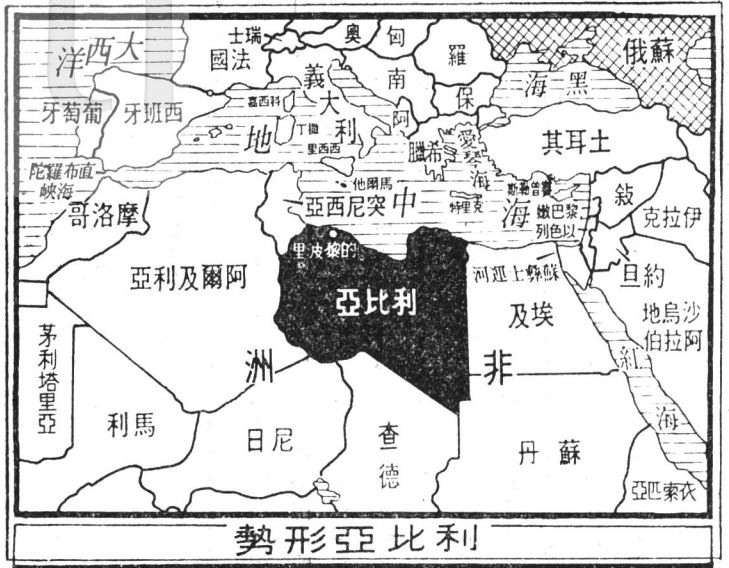 大西洋
瑞士
法國
奧
匈
羅
蘇俄
南
保
阿
義大利
黑海
葡萄牙
西班牙
科西嘉
撒丁
西西里
希臘
愛琴海
土耳其
直布羅陀海峽
馬爾他
克里特
賽普勒斯
地中海
敍
伊拉克
黎巴嫩
以色列
約旦
摩洛哥
突尼西亞
的黎皮里
阿爾及利亞
利比亞
蘇彝士運河
埃及
沙烏地
阿拉伯
紅海
非洲
茅利塔里亞
馬利
尼日
查德
蘇丹
衣索匹亞
利比亞形勢